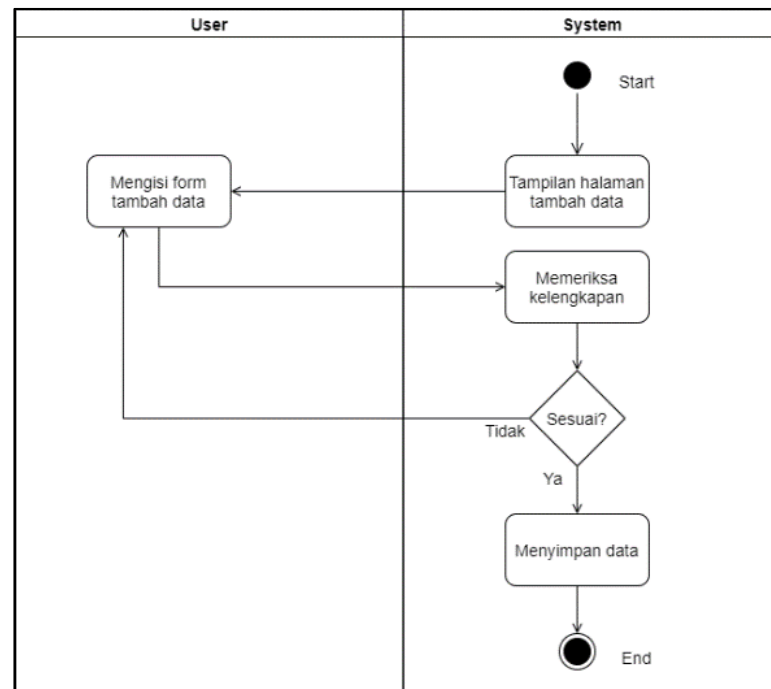 User
System
Start
Tampilan halaman
tambah data
Mengisi form
tambah data
Memeriksa
kelengkapan
Sesuai?
Tidak
Ya
Menyimpan data
End